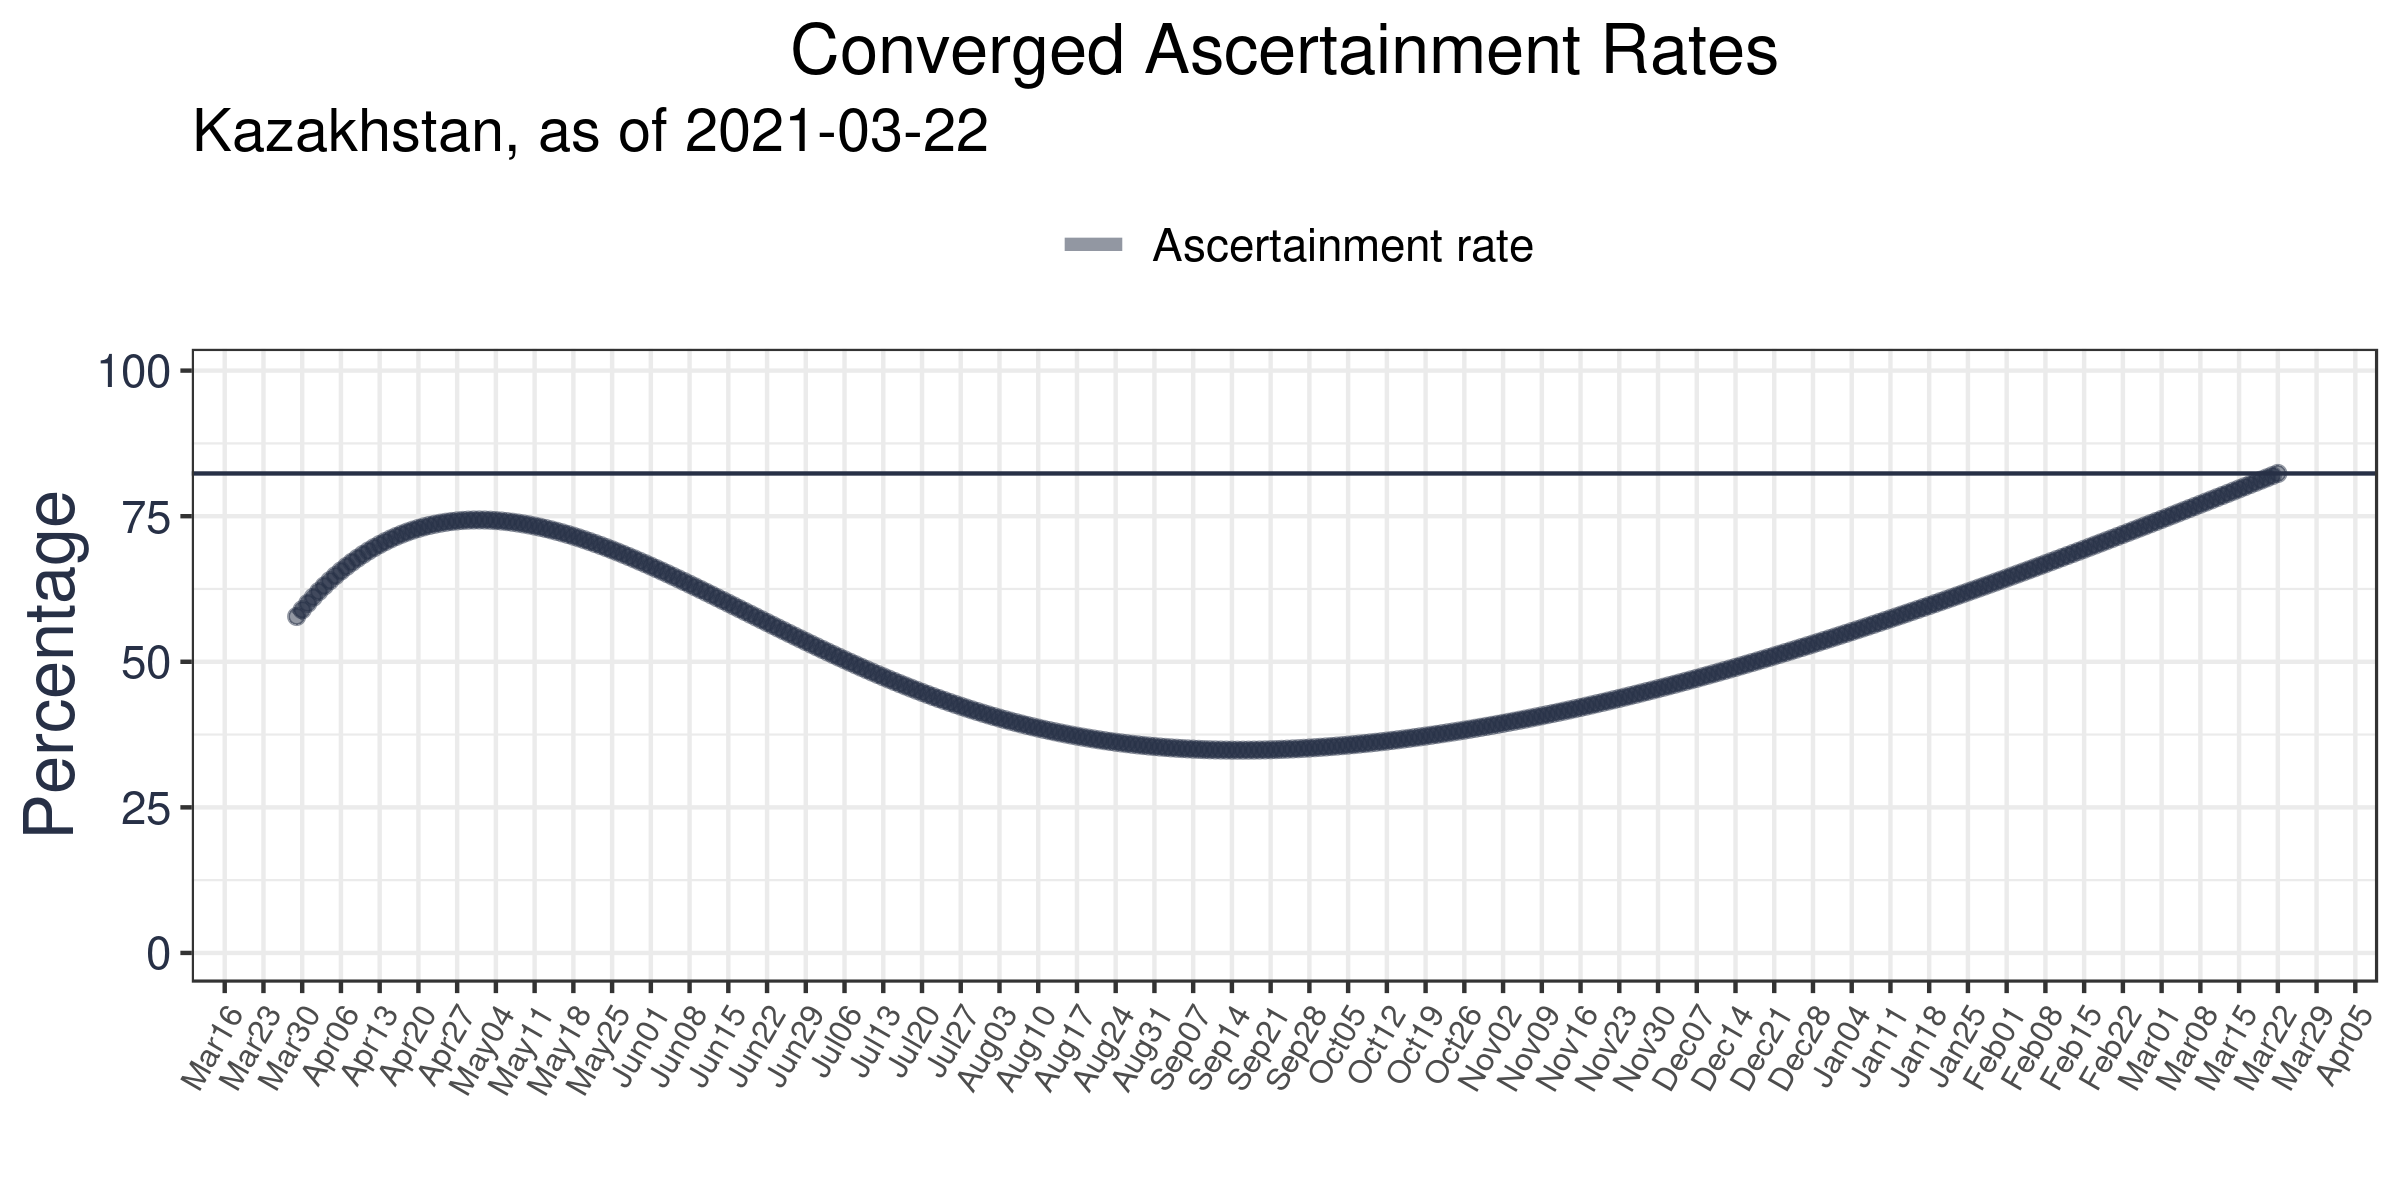 Converged Ascertainment Rates
Kazakhstan, as of 2021-03-22
Ascertainment rate
Percentage
100
75
50
25
0
Mar16 Mar23 Mar30 Apr06 Apr13 Apr20 Apr27 May04 May11 May18 May25 Jun01 Jun08 Jun15 Jun22 Jun29 Jul06 Jul13 Jul20 Jul27 Aug03 Aug10 Aug17 Aug24 Aug31 Sep07 Sep14 Sep21 Sep28 Oct05 Oct12 Oct19 Oct26 Nov02 Nov09 Nov16 Nov23 Nov30 Dec07 Dec14 Dec21 Dec28 Jan04 Jan11 Jan18 Jan25 Feb01 Feb08 Feb15 Feb22 Mar01 Mar08 Mar15 Mar22 Mar29 Apr05